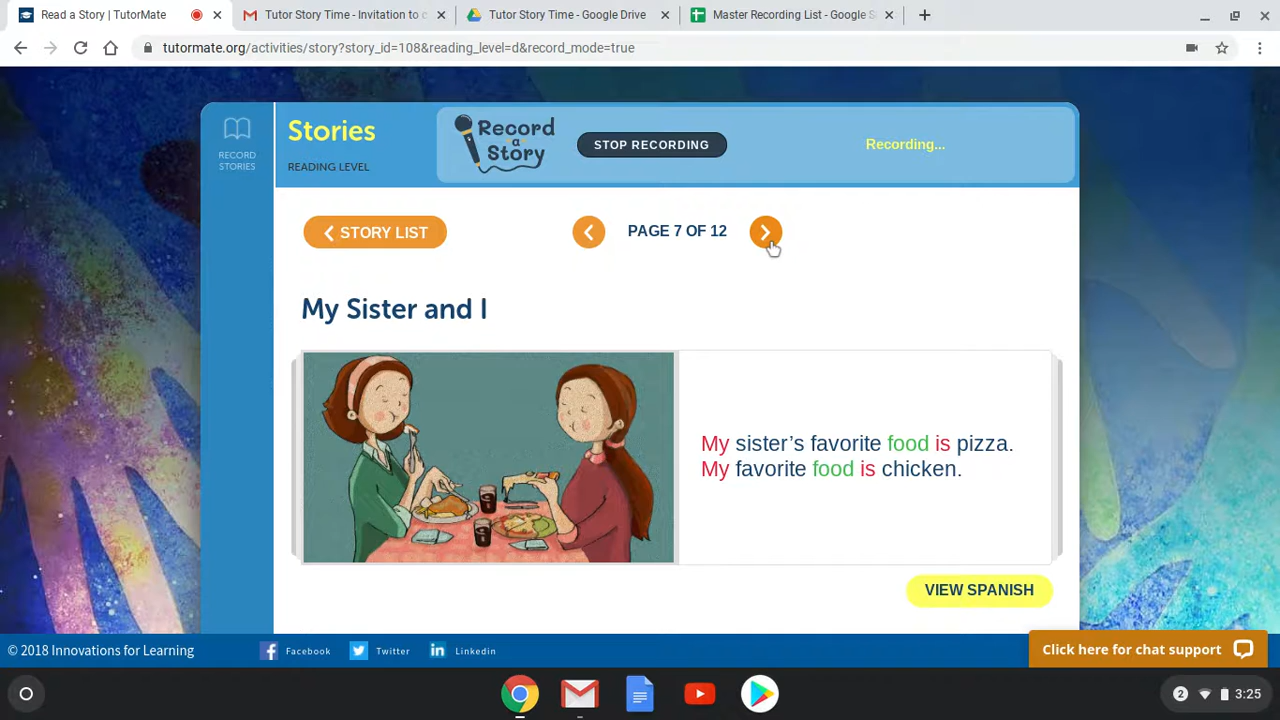 Read a Story | TutorMate
Tutor Story Time - Invitation to c
Tutor Story Time - Google Drive
Master Recording List - Google S
tutormate.org/activities/story?story_id=108&reading_level=d&record_mode=true
RECORD
STORIES
Stories
READING LEVEL
Record
a
Story
STOP RECORDING
Recording...
STORY LIST
PAGE 7 OF 12
My Sister and I
My sister's favorite food is pizza.
My favorite food is chicken.
VIEW SPANISH
© 2018 Innovations for Learning
Facebook
Twitter
Linkedin
Click here for chat support
2
3:25